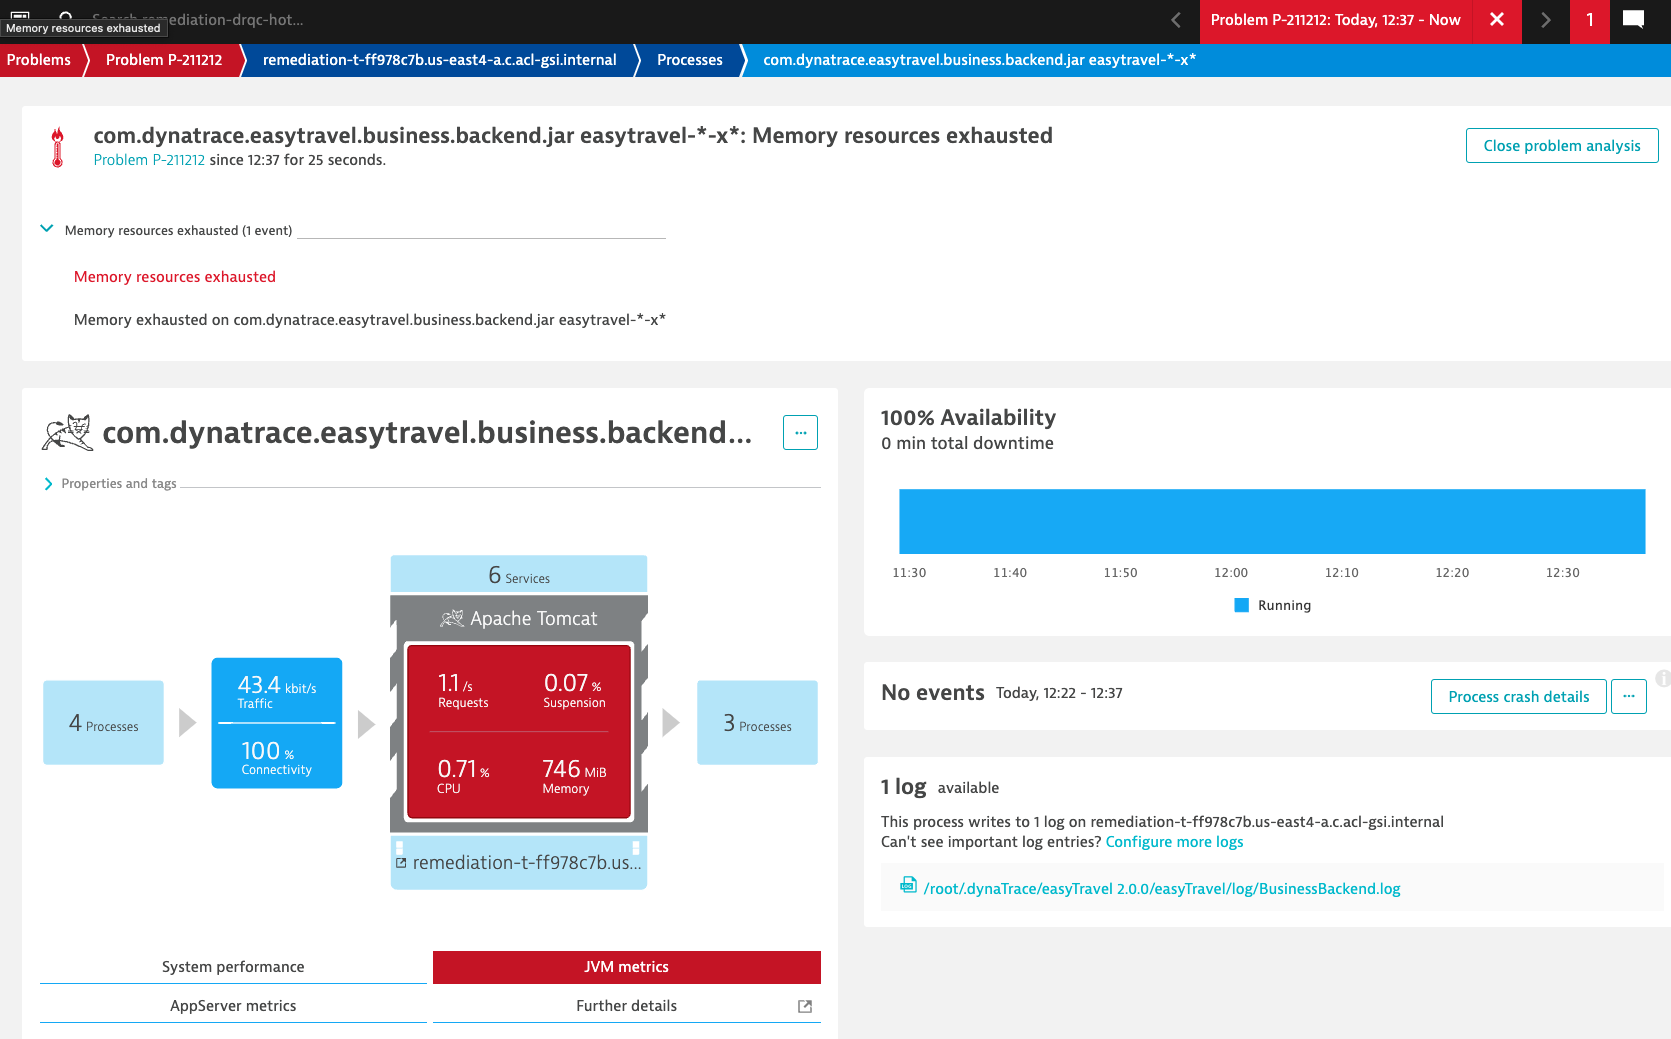 Search remediation-drqc-hot...
Memory resources exhausted
Problem P-211212: Today, 12:37 - Now
1
Problems
Problem P-211212
remediation-t-ff978c7b.us-east4-a.c.acl-gsi.internal
Processes
com.dynatrace.easytravel.business.backend.jar easytravel-*-x*
com.dynatrace.easytravel.business.backend.jar easytravel-*-x*: Memory resources exhausted
Problem P-211212 since 12:37 for 25 seconds.
Close problem analysis
Memory resources exhausted (1 event)
Memory resources exhausted
Memory exhausted on com.dynatrace.easytravel.business.backend.jar easytravel-*-x*
com.dynatrace.easytravel.business.backend...
...
Properties and tags
6 Services
Apache Tomcat
4 Processes
43.4 kbit/s
Traffic
100 %
Connectivity
1.1 /s
Requests
0.07 %
Suspension
0.71 %
CPU
746 MiB
Memory
3 Processes
remediation-t-ff978c7b.us...
System performance
JVM metrics
AppServer metrics
Further details
100% Availability
0 min total downtime
11:30
11:40
11:50
12:00
12:10
12:20
12:30
Running
No events Today, 12:22 - 12:37
Process crash details
...
1 log available
This process writes to 1 log on remediation-t-ff978c7b.us-east4-a.c.acl-gsi.internal
Can't see important log entries? Configure more logs
/root/.dynaTrace/easyTravel 2.0.0/easyTravel/log/BusinessBackend.log